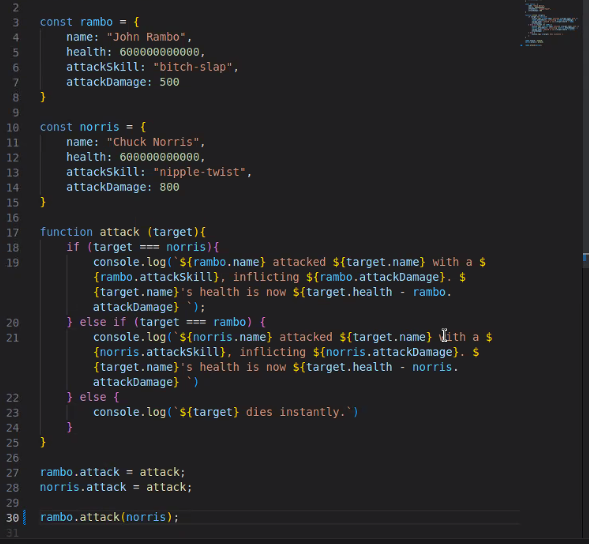 2
3 const rambo = {
4 name: "John Rambo",
5 health: 600000000000,
6 attackSkill: "bitch-slap",
7 attackDamage: 500
8 }
9
10 const norris = {
11 name: "Chuck Norris",
12 health: 600000000000,
13 attackSkill: "nipple-twist",
14 attackDamage: 800
15 }
16
17 function attack (target){
18 if (target === norris){
19 console.log(`${rambo.name} attacked ${target.name} with a $
{rambo.attackSkill}, inflicting ${rambo.attackDamage}. $
{target.name}'s health is now ${target.health - rambo.
attackDamage} `);
20 } else if (target === rambo) {
21 console.log(`${norris.name} attacked ${target.name} with a $
{norris.attackSkill}, inflicting ${norris.attackDamage}. $
{target.name}'s health is now ${target.health - norris.
attackDamage} `)
22 } else {
23 console.log(`${target} dies instantly.`)
24 }
25 }
26
27 rambo.attack = attack;
28 norris.attack = attack;
29
30 rambo.attack(norris);
31